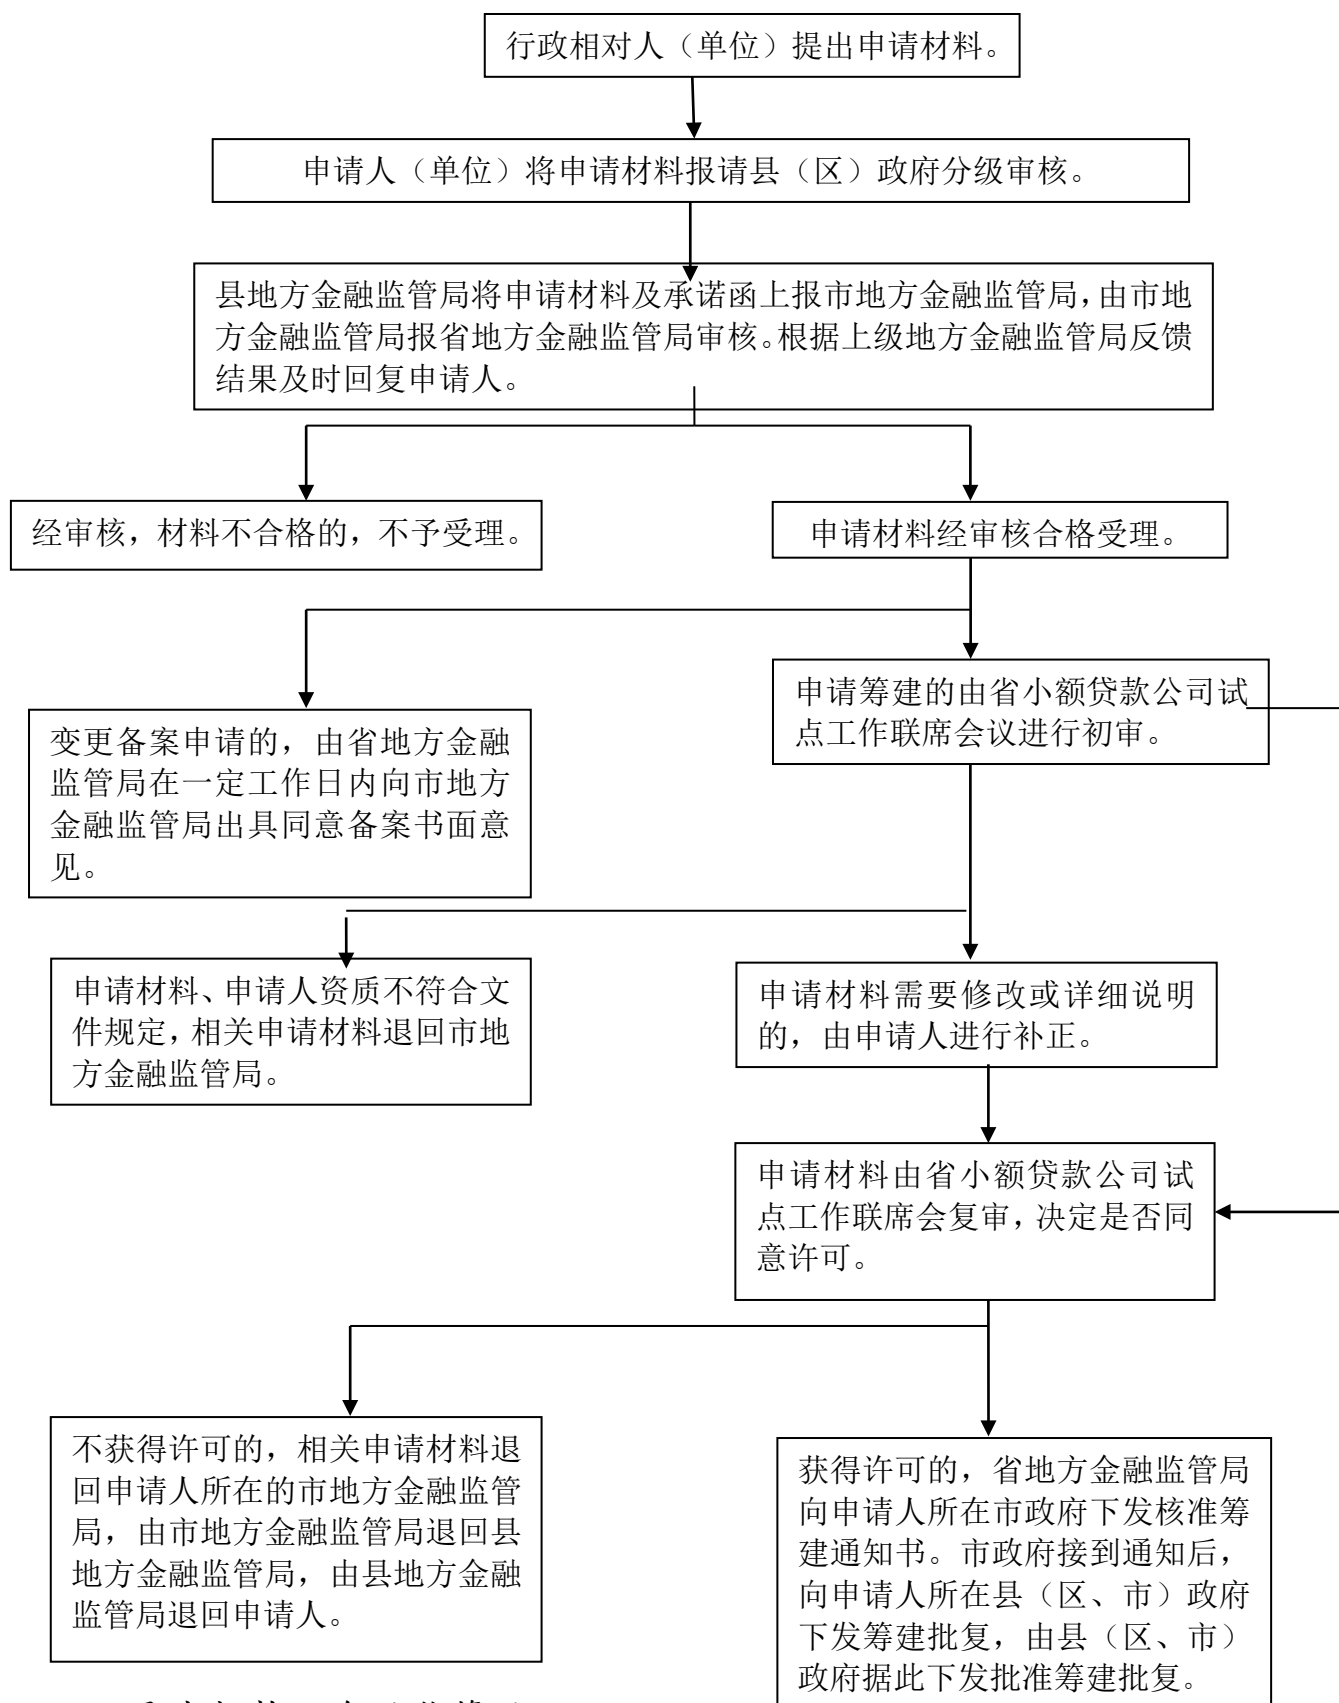 行政相对人（单位）提出申请材料。
申请人（单位）将申请材料报请县（区）政府分级审核。
县地方金融监管局将申请材料及承诺函上报市地方金融监管局，由市地
方金融监管局报省地方金融监管局审核。根据上级地方金融监管局反馈
结果及时回复申请人。
经审核，材料不合格的，不予受理。
申请材料经审核合格受理。
申请筹建的由省小额贷款公司试
点工作联席会议进行初审。
变更备案申请的，由省地方金融
监管局在一定工作日内向市地方
金融监管局出具同意备案书面意
见。
申请材料、申请人资质不符合文
件规定，相关申请材料退回市地
方金融监管局。
申请材料需要修改或详细说明
的，由申请人进行补正。
申请材料由省小额贷款公司试
点工作联席会复审，决定是否同
意许可。
不获得许可的，相关申请材料退
回申请人所在的市地方金融监管
局，由市地方金融监管局退回县
地方金融监管局，由县地方金融
监管局退回申请人。
获得许可的，省地方金融监管局
向申请人所在市政府下发核准筹
建通知书。市政府接到通知后，
向申请人所在县（区、市）政府
下发筹建批复，由县（区、市）
政府据此下发批准筹建批复。